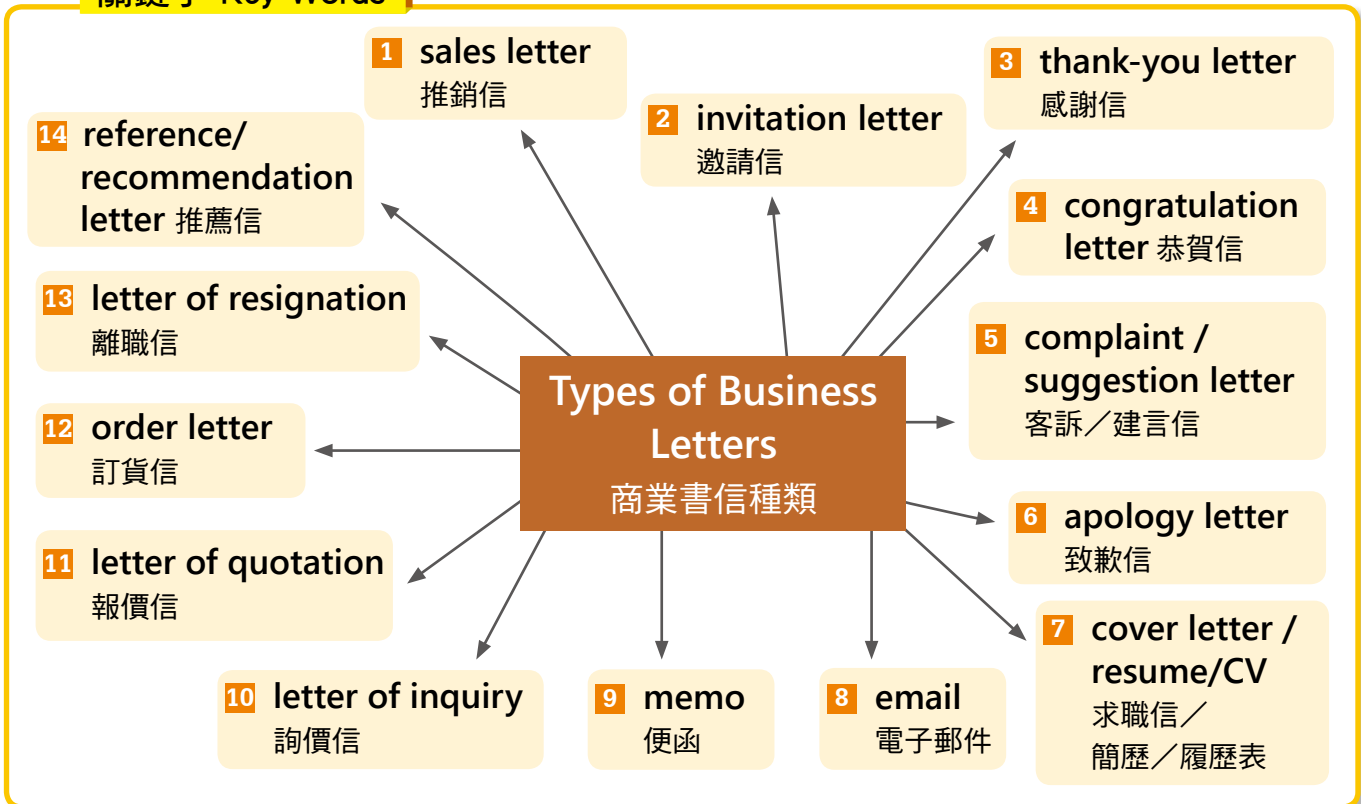 Key Words
1 sales letter
推銷信
2 invitation letter
邀請信
3 thank-you letter
感謝信
4 congratulation
letter 恭賀信
5 complaint /
suggestion letter
客訴／建言信
6 apology letter
致歉信
7 cover letter /
resume/CV
求職信／
簡歷／履歷表
8 email
電子郵件
9 memo
便函
10 letter of inquiry
詢價信
11 letter of quotation
報價信
12 order letter
訂貨信
13 letter of resignation
離職信
14 reference/
recommendation
letter 推薦信
Types of Business
Letters
商業書信種類